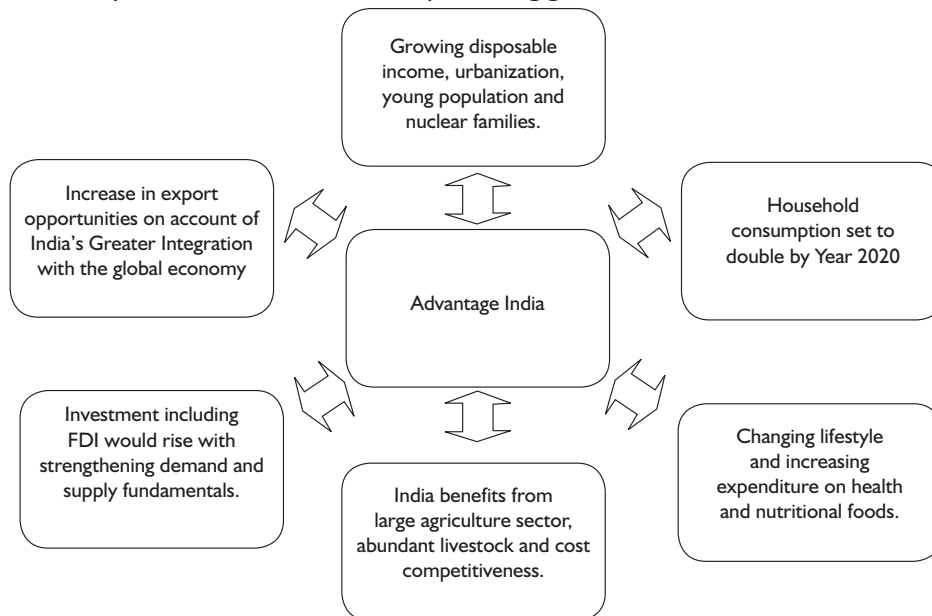 Growing disposable
income, urbanization,
young population and
nuclear families.
Increase in export
opportunities on account of
India's Greater Integration
with the global economy
Household
consumption set to
double by Year 2020
Advantage India
Investment including
FDI would rise with
strengthening demand and
supply fundamentals.
India benefits from
large agriculture sector,
abundant livestock and cost
competitiveness.
Changing lifestyle
and increasing
expenditure on health
and nutritional foods.